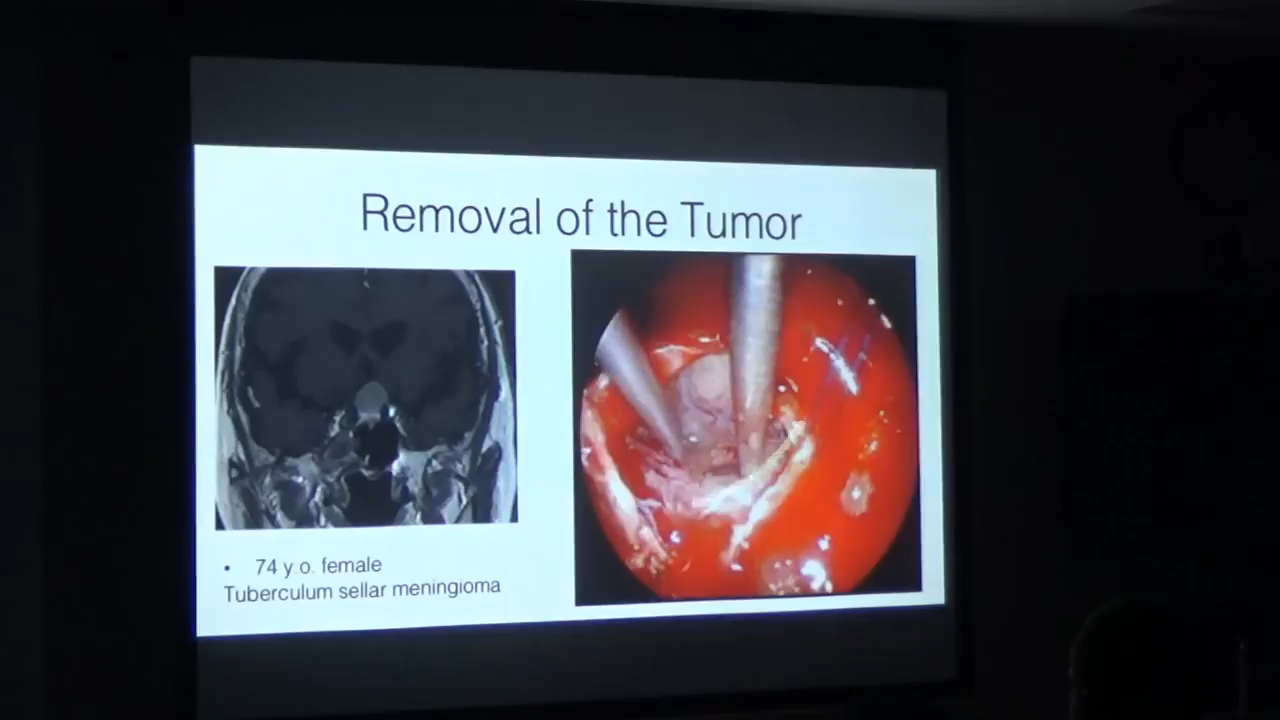 Removal of the Tumor
• 74 y.o. female
Tuberculum sellar meningioma